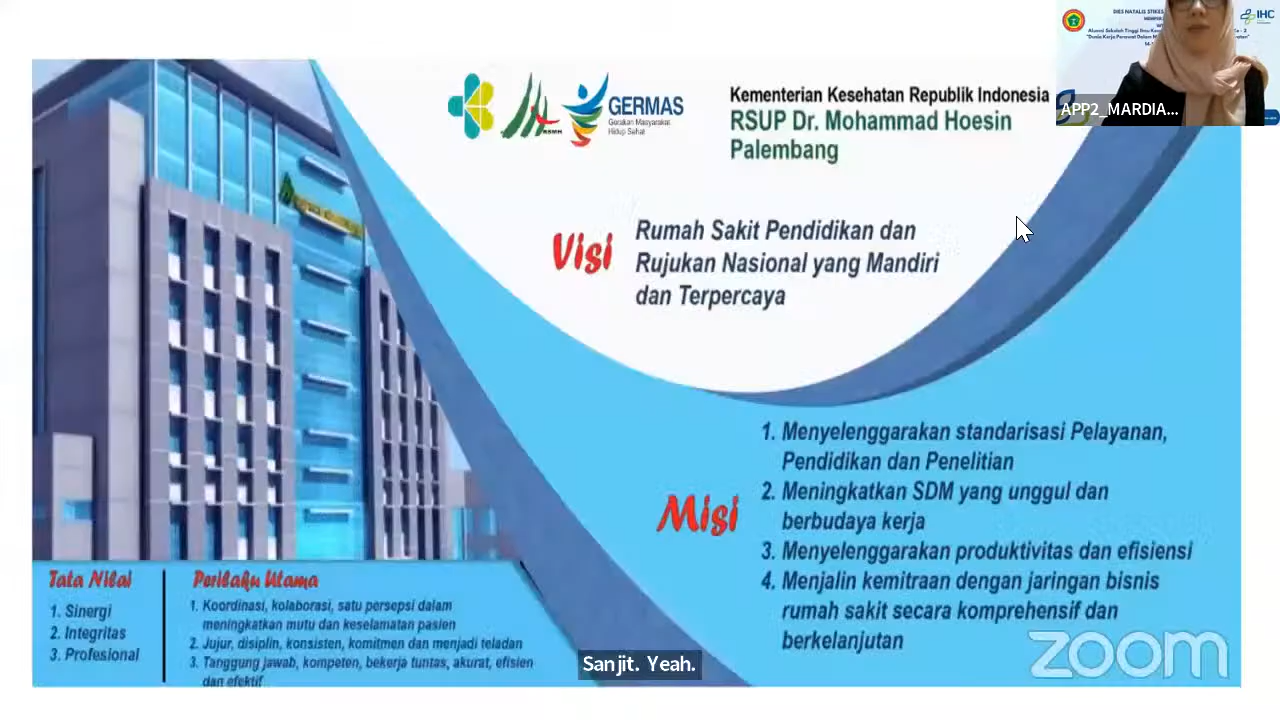 Kementerian Kesehatan Republik Indonesia
RSUP Dr. Mohammad Hoesin
Palembang
RSMH
GERMAS
Gerakan Masyarakat
Hidup Sehat
IHC
DIES NATALIS STIKES
APP2_MARDIA...
Visi
Rumah Sakit Pendidikan dan
Rujukan Nasional yang Mandiri
dan Terpercaya
Misi
1. Menyelenggarakan standarisasi Pelayanan,
Pendidikan dan Penelitian
2. Meningkatkan SDM yang unggul dan
berbudaya kerja
3. Menyelenggarakan produktivitas dan efisiensi
4. Menjalin kemitraan dengan jaringan bisnis
rumah sakit secara komprehensif dan
berkelanjutan
Tata Nilai
1. Sinergi
2. Integritas
3. Profesional
Perilaku Utama
1. Koordinasi, kolaborasi, satu persepsi dalam
meningkatkan mutu dan keselamatan pasien
2. Jujur, disiplin, konsisten, komitmen dan menjadi teladan
3. Tanggung jawab, kompeten, bekerja tuntas, akurat, efisien
dan efektif
Sanjit. Yeah.
zoom